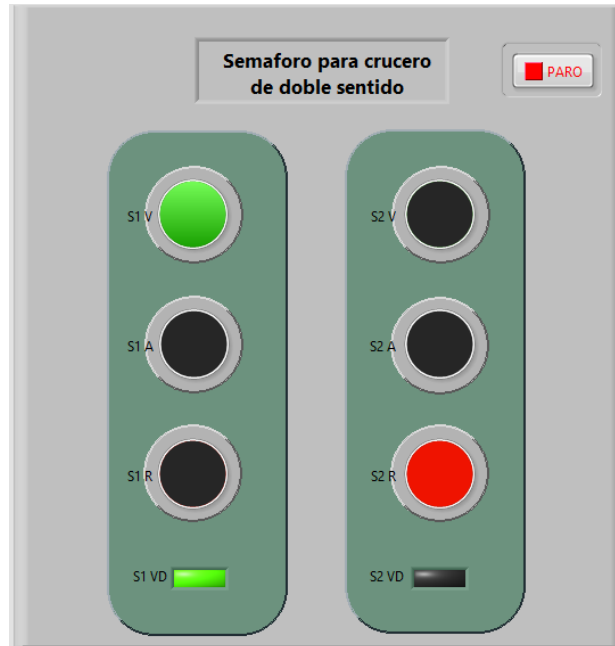 Semaforo para crucero
de doble sentido
PARO
S1 V
S2 V
S1 A
S2 A
S1 R
S2 R
S1 VD
S2 VD